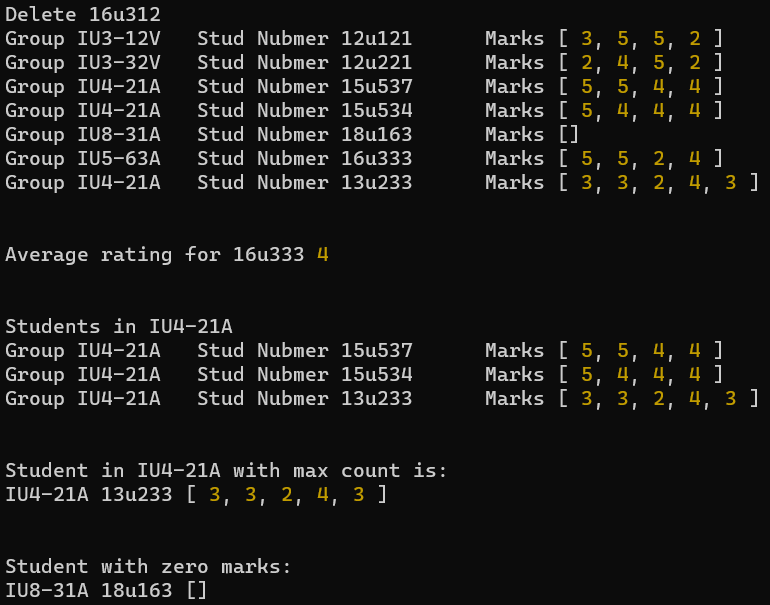 Delete 16u312
Group IU3-12V   Stud Nubmer 12u121      Marks [ 3, 5, 5, 2 ]
Group IU3-32V   Stud Nubmer 12u221      Marks [ 2, 4, 5, 2 ]
Group IU4-21A   Stud Nubmer 15u537      Marks [ 5, 5, 4, 4 ]
Group IU4-21A   Stud Nubmer 15u534      Marks [ 5, 4, 4, 4 ]
Group IU8-31A   Stud Nubmer 18u163      Marks []
Group IU5-63A   Stud Nubmer 16u333      Marks [ 5, 5, 2, 4 ]
Group IU4-21A   Stud Nubmer 13u233      Marks [ 3, 3, 2, 4, 3 ]
Average rating for 16u333 4
Students in IU4-21A
Group IU4-21A   Stud Nubmer 15u537      Marks [ 5, 5, 4, 4 ]
Group IU4-21A   Stud Nubmer 15u534      Marks [ 5, 4, 4, 4 ]
Group IU4-21A   Stud Nubmer 13u233      Marks [ 3, 3, 2, 4, 3 ]
Student in IU4-21A with max count is:
IU4-21A 13u233 [ 3, 3, 2, 4, 3 ]
Student with zero marks:
IU8-31A 18u163 []